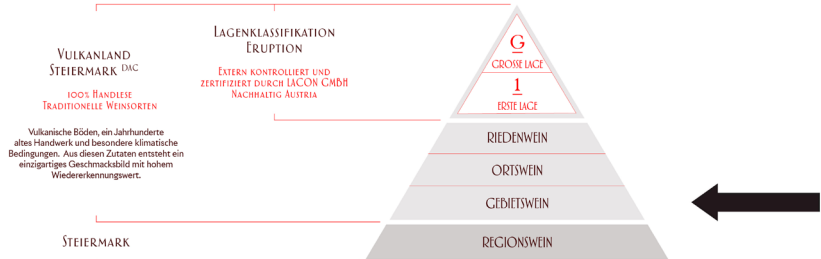 VULKANLAND
STEIERMARK DAC
100% HANDLESE
TRADITIONELLE WEINSORTEN
Vulkanische Böden, ein Jahrhunderte
altes Handwerk und besondere klimatische
Bedingungen. Aus diesen Zutaten entsteht ein
einzigartiges Geschmacksbild mit hohem
Wiedererkennungswert.
STEIERMARK
LAGENKLASSIFIKATION
ERUPTION
EXTERN KONTROLLIERT UND
ZERTIFIZIERT DURCH LACON GMBH
NACHHALTIG AUSTRIA
G
GROSSE LAGE
1
ERSTE LAGE
RIEDENWEIN
ORTSWEIN
GEBIETSWEIN
REGIONSWEIN